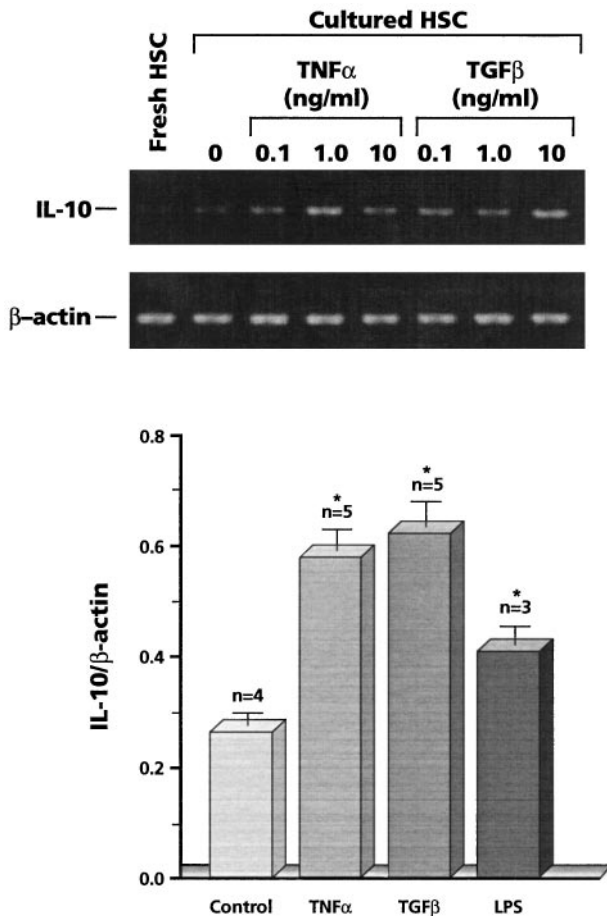 Cultured HSC
Fresh HSC
TNFα
(ng/ml)
TGFβ
(ng/ml)
0 0.1 1.0 10 0.1 1.0 10
IL-10
β–actin
0.8
0.6
0.4
0.2
0.0
IL-10/β-actin
n=4
*
n=5
*
n=5
*
n=3
Control TNFα TGFβ LPS